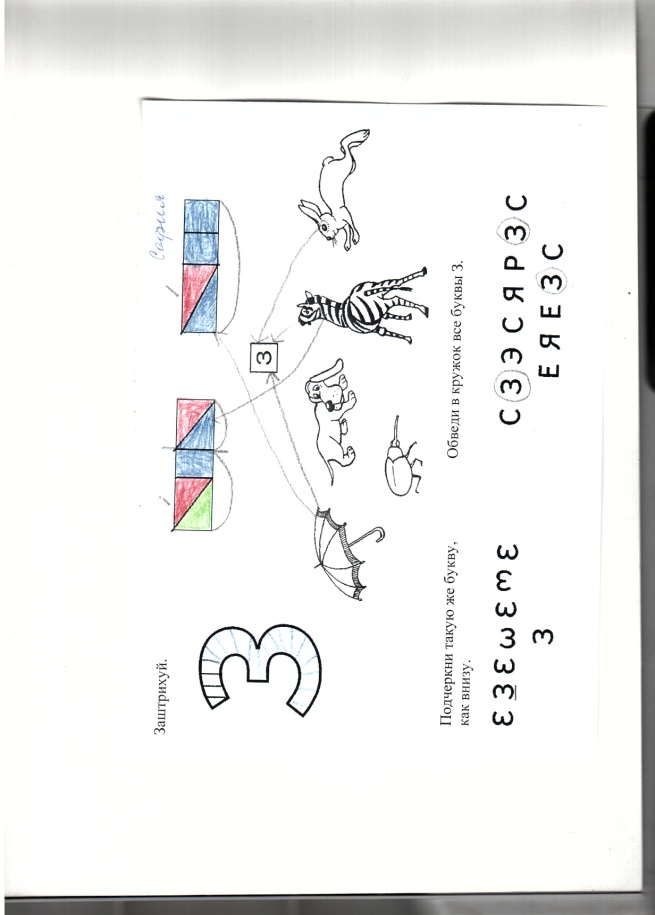 Заштрихуй.
З
З
Подчеркни такую же букву,
как внизу.
Ɛ З Ɛ ω Ɛ m Ɛ
З
Обведи в кружок все буквы З.
С З Э С Я Р З С
Е Я Е З С